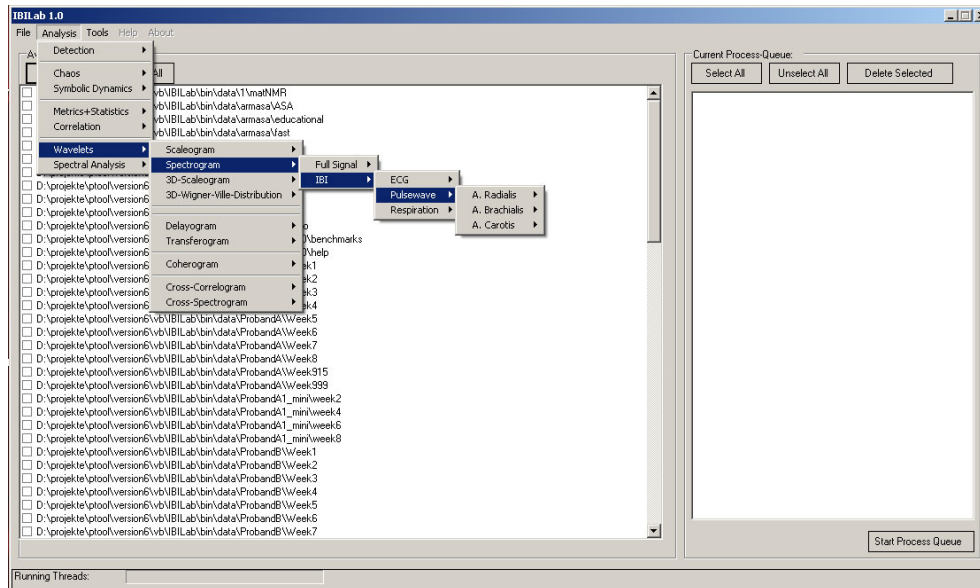 IBILab 1.0
File Analysis Tools Help About
Detection
Chaos
Symbolic Dynamics
Metrics+Statistics
Correlation
Wavelets
Spectral Analysis
Scaleogram
Spectrogram
3D-Scaleogram
3D-Wigner-Ville-Distribution
Delayogram
Transferogram
Coherogram
Cross-Correlogram
Cross-Spectrogram
Full Signal
IBI
ECG
Pulsewave
Respiration
A. Radialis
A. Brachialis
A. Carotis
All
vb\IBILab\bin\data\1\matNMR
vb\IBILab\bin\data\armasa\ASA
vb\IBILab\bin\data\armasa\educational
vb\IBILab\bin\data\armasa\fast
D:\projekte\ptool\version6
D:\projekte\ptool\version6
D:\projekte\ptool\version6
D:\projekte\ptool\version6
D:\projekte\ptool\version6 \benchmarks
D:\projekte\ptool\version6 \help
D:\projekte\ptool\version6 ek1
D:\projekte\ptool\version6 ek2
D:\projekte\ptool\version6 ek3
D:\projekte\ptool\version6 ek4
D:\projekte\ptool\version6\vb\IBILab\bin\data\ProbandA\Week5
D:\projekte\ptool\version6\vb\IBILab\bin\data\ProbandA\Week6
D:\projekte\ptool\version6\vb\IBILab\bin\data\ProbandA\Week7
D:\projekte\ptool\version6\vb\IBILab\bin\data\ProbandA\Week8
D:\projekte\ptool\version6\vb\IBILab\bin\data\ProbandA\Week915
D:\projekte\ptool\version6\vb\IBILab\bin\data\ProbandA\Week999
D:\projekte\ptool\version6\vb\IBILab\bin\data\ProbandA1_mini\week2
D:\projekte\ptool\version6\vb\IBILab\bin\data\ProbandA1_mini\week4
D:\projekte\ptool\version6\vb\IBILab\bin\data\ProbandA1_mini\week6
D:\projekte\ptool\version6\vb\IBILab\bin\data\ProbandA1_mini\week8
D:\projekte\ptool\version6\vb\IBILab\bin\data\ProbandB\Week1
D:\projekte\ptool\version6\vb\IBILab\bin\data\ProbandB\Week2
D:\projekte\ptool\version6\vb\IBILab\bin\data\ProbandB\Week3
D:\projekte\ptool\version6\vb\IBILab\bin\data\ProbandB\Week4
D:\projekte\ptool\version6\vb\IBILab\bin\data\ProbandB\Week5
D:\projekte\ptool\version6\vb\IBILab\bin\data\ProbandB\Week6
D:\projekte\ptool\version6\vb\IBILab\bin\data\ProbandB\Week7
Current Process-Queue:
Select All Unselect All Delete Selected
Start Process Queue
Running Threads: